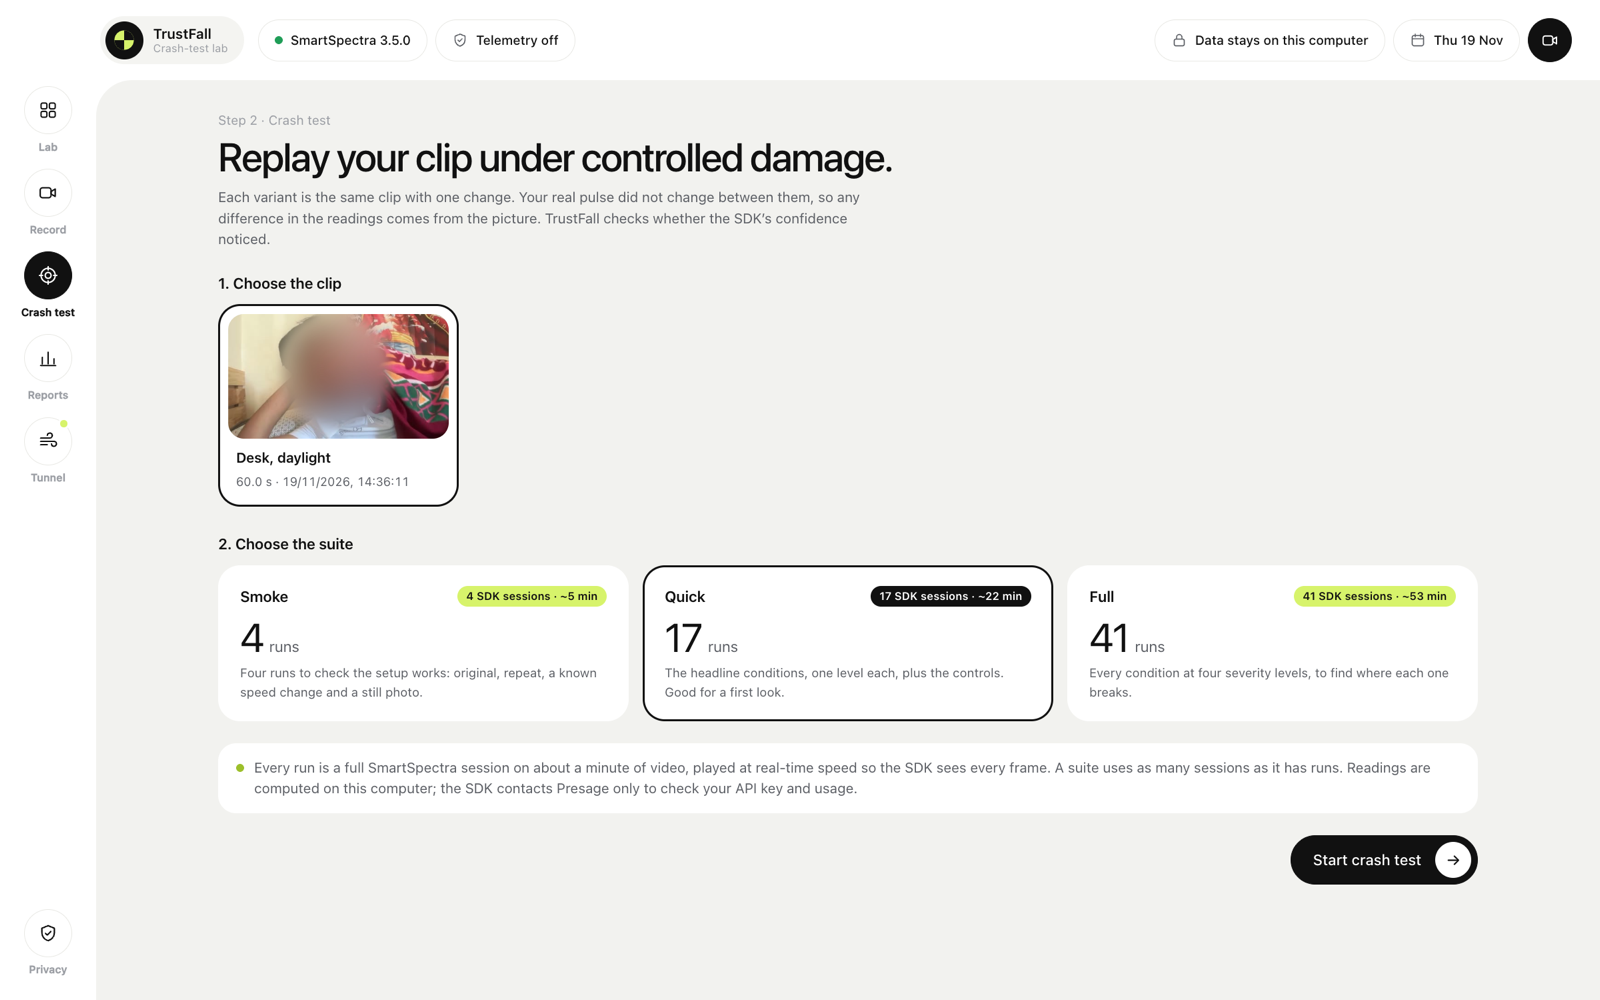 TrustFall
Crash-test lab
SmartSpectra 3.5.0
Telemetry off
Data stays on this computer
Thu 19 Nov
Lab
Record
Crash test
Reports
Tunnel
Privacy
Step 2 · Crash test
Replay your clip under controlled damage.
Each variant is the same clip with one change. Your real pulse did not change between them, so any
difference in the readings comes from the picture. TrustFall checks whether the SDK's confidence
noticed.
1. Choose the clip
Desk, daylight
60.0 s · 19/11/2026, 14:36:11
2. Choose the suite
Smoke
4 SDK sessions · ~5 min
4 runs
Four runs to check the setup works: original, repeat, a known
speed change and a still photo.
Quick
17 SDK sessions · ~22 min
17 runs
The headline conditions, one level each, plus the controls.
Good for a first look.
Full
41 SDK sessions · ~53 min
41 runs
Every condition at four severity levels, to find where each one
breaks.
Every run is a full SmartSpectra session on about a minute of video, played at real-time speed so the SDK sees every frame. A suite uses as many sessions as it has runs. Readings are
computed on this computer; the SDK contacts Presage only to check your API key and usage.
Start crash test